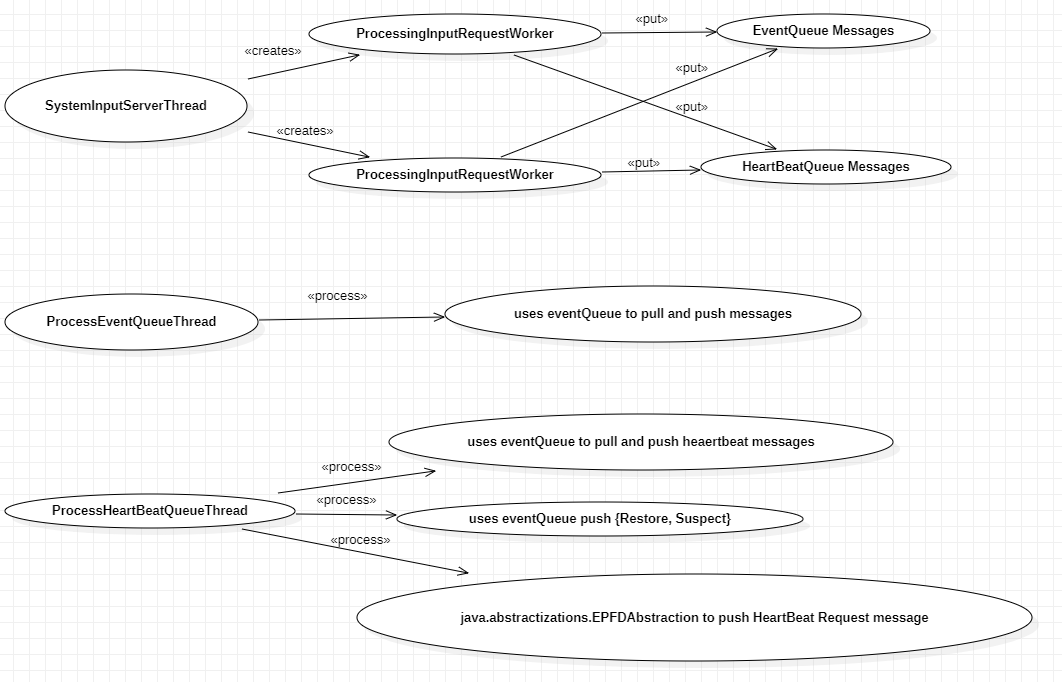 ProcessingInputRequestWorker
«put»
EventQueue Messages
«creates»
«put»
SystemInputServerThread
«put»
«creates»
ProcessingInputRequestWorker
«put»
HeartBeatQueue Messages
«process»
ProcessEventQueueThread
uses eventQueue to pull and push messages
uses eventQueue to pull and push heaertbeat messages
«process»
«process»
ProcessHeartBeatQueueThread
uses eventQueue push {Restore, Suspect}
«process»
java.abstractizations.EPFDAbstraction to push HeartBeat Request message